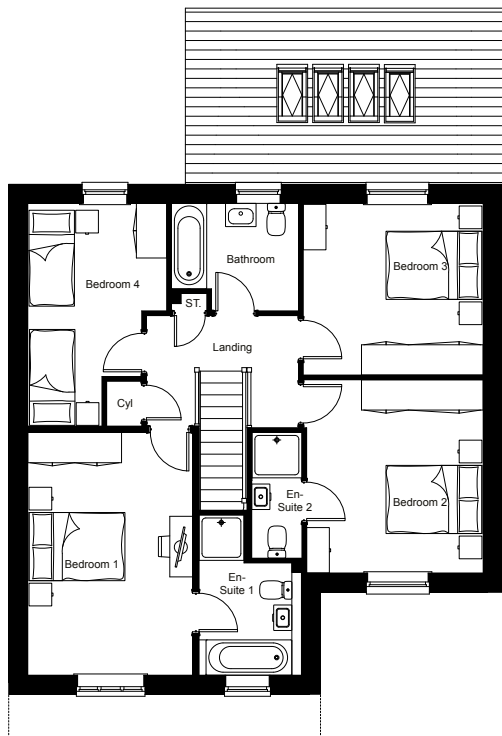 Bathroom
Bedroom 3
Bedroom 4
ST.
Landing
Cyl
En-
Suite 2
Bedroom 2
Bedroom 1
En-
Suite 1